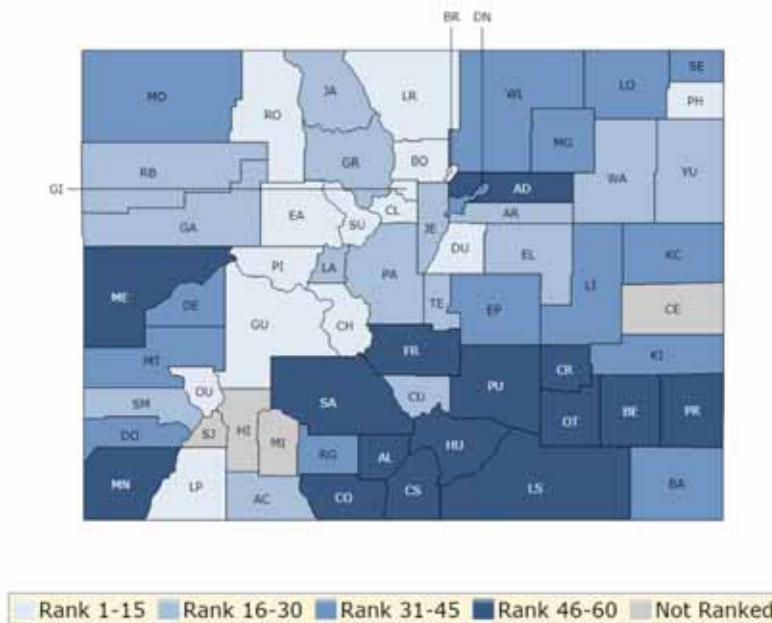 BR DN
MO
RO
JA
LR
WL
LO
SE
PH
RB
GR
BO
MG
WA
YU
GI
AD
EA
CL
GA
SU
JE
AR
ME
PI
LA
PA
DU
EL
KC
DE
TE
LI
GU
CH
EP
CE
MT
FR
KI
OU
SA
CU
PU
CR
SM
HI
MI
OT
BE
PR
DO
SJ
RG
AL
HU
MN
LP
AC
CO
CS
LS
BA
Rank 1-15 Rank 16-30 Rank 31-45 Rank 46-60 Not Ranked